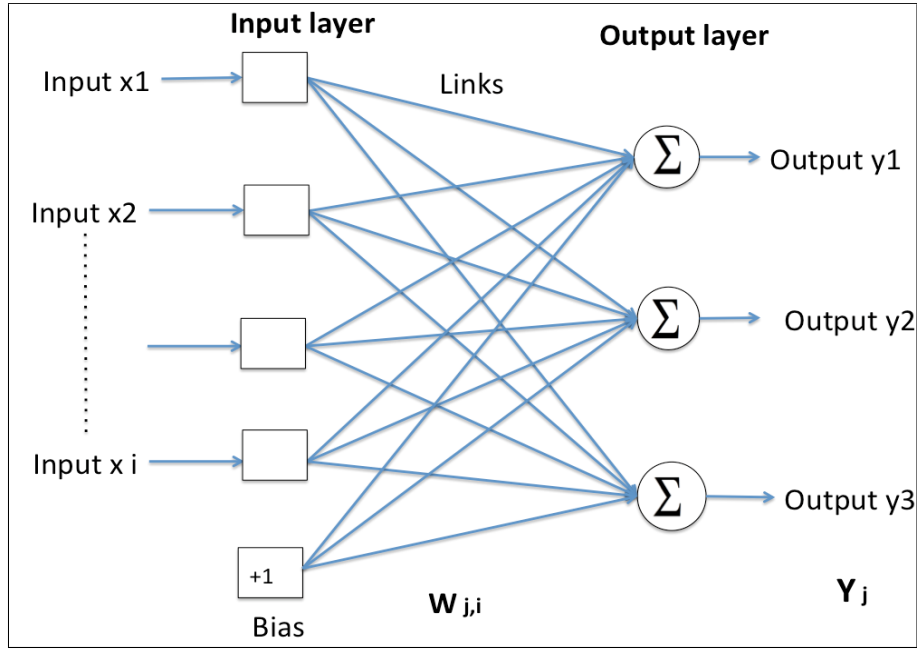 Input layer
Output layer
Input x1
Links
Σ
Output y1
Input x2
Σ
Output y2
Input x i
Σ
Output y3
+1
Bias
W j,i
Y j